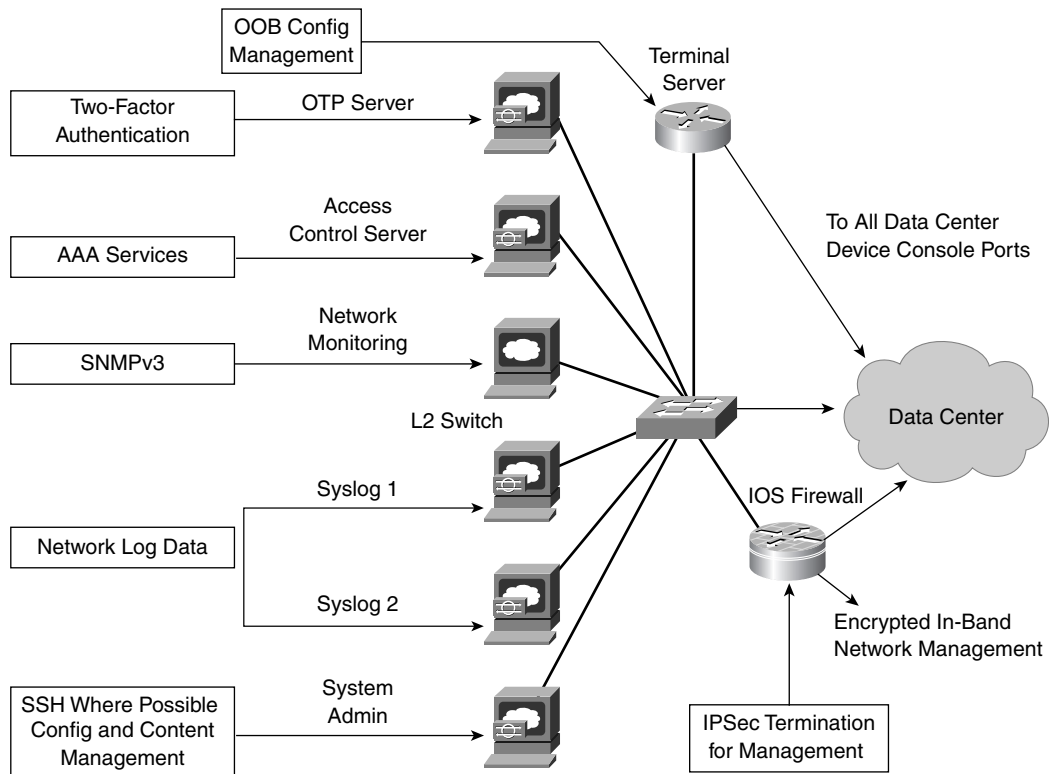 OOB Config
Management
Terminal
Server
Two-Factor
Authentication
OTP Server
Access
Control Server
AAA Services
To All Data Center
Device Console Ports
Network
Monitoring
SNMPv3
L2 Switch
Data Center
IOS Firewall
Syslog 1
Network Log Data
Syslog 2
Encrypted In-Band
Network Management
SSH Where Possible
Config and Content
Management
System
Admin
IPSec Termination
for Management